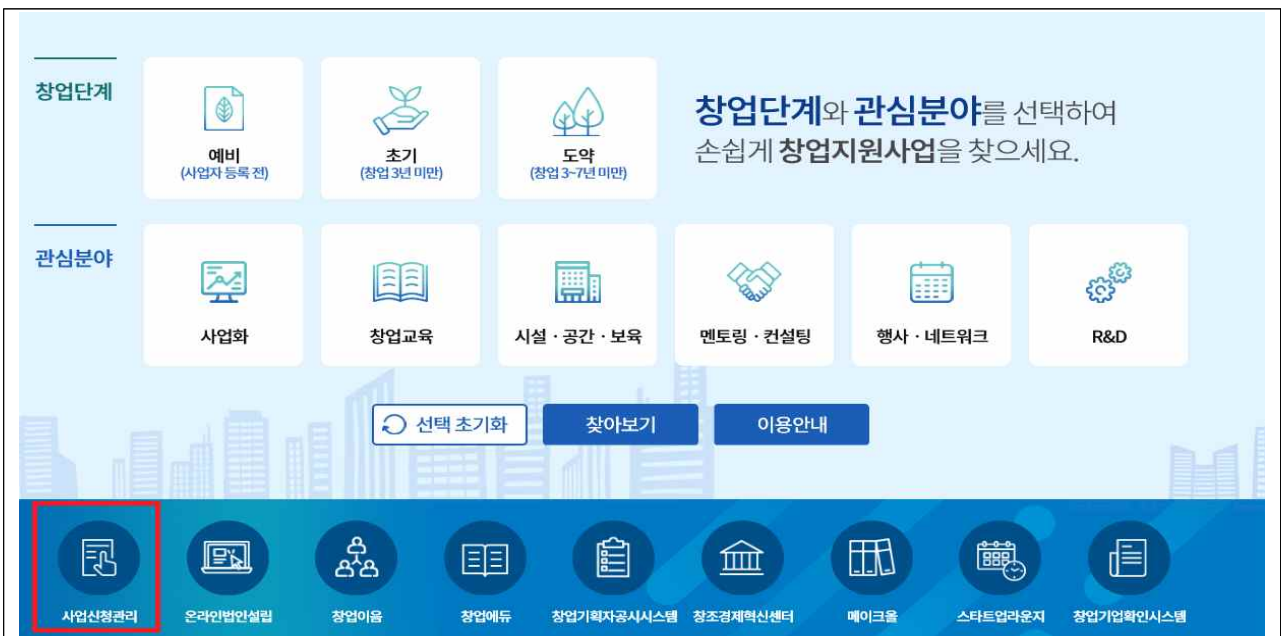 창업단계
예비
(사업자 등록 전)
초기
(창업 3년 미만)
도약
(창업 3~7년 미만)
창업단계와 관심분야를 선택하여
손쉽게 창업지원사업을 찾으세요.
관심분야
사업화
창업교육
시설 · 공간 · 보육
멘토링 · 컨설팅
행사 · 네트워크
R&D
선택 초기화
찾아보기
이용안내
사업신청관리
온라인법인설립
창업이음
창업에듀
창업기획자공시시스템
창조경제혁신센터
메이크올
스타트업라운지
창업기업확인시스템